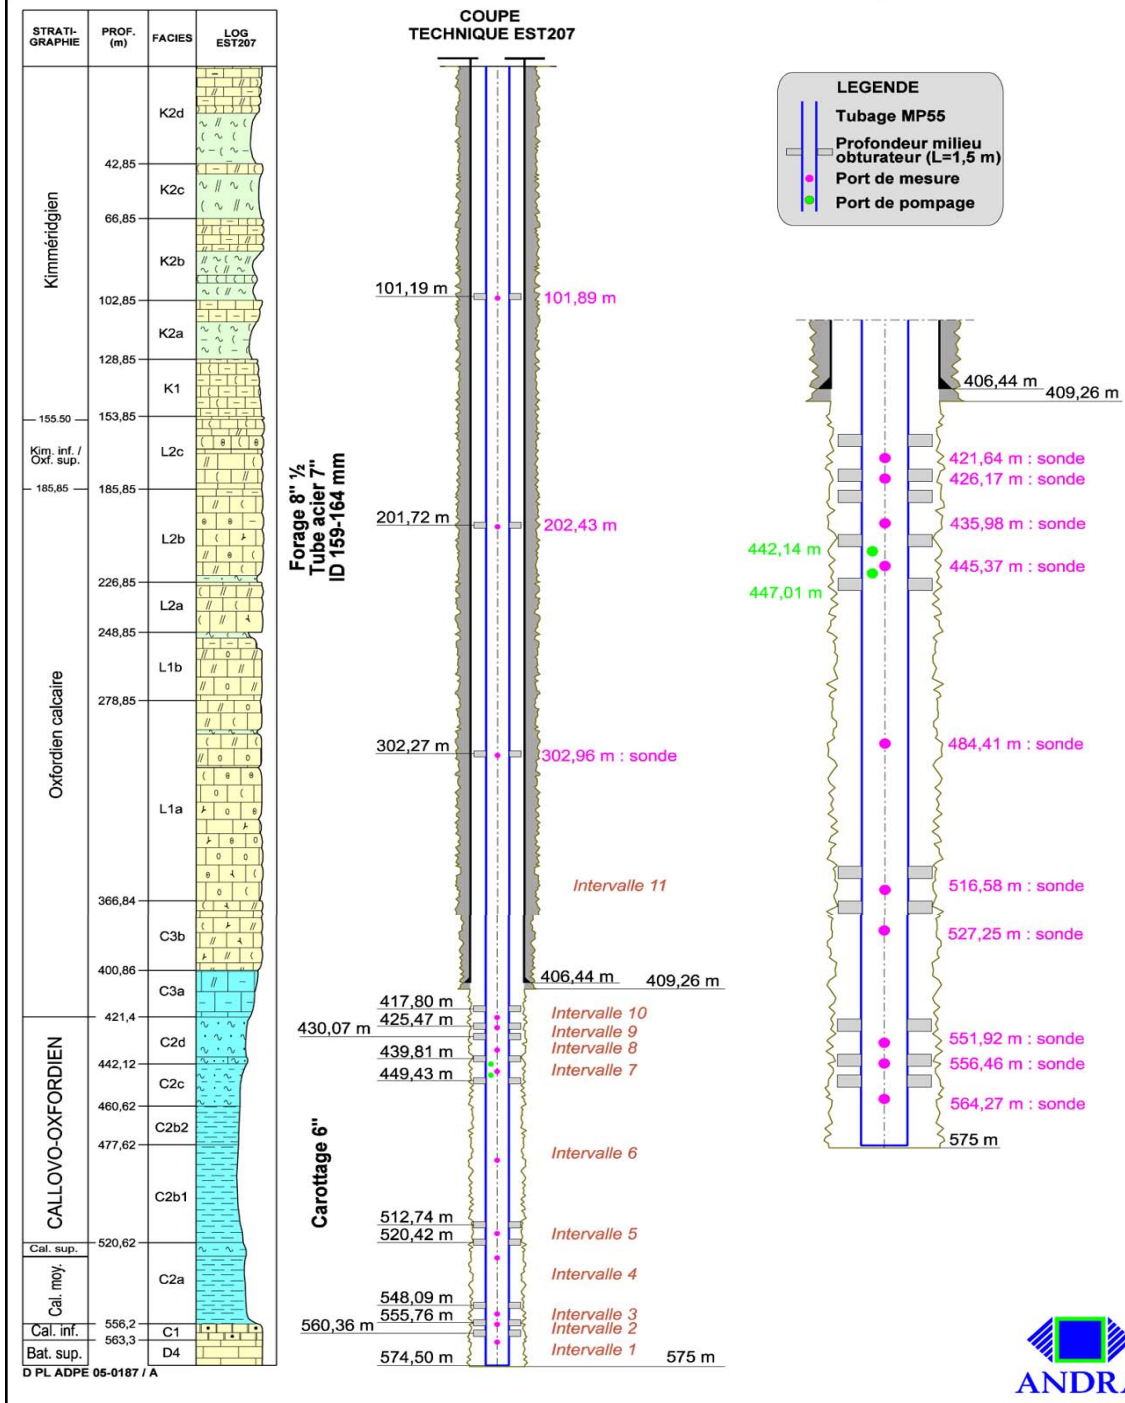 STRATI-
GRAPHIE
PROF.
(m)
FACIES
LOG
EST207
COUPE
TECHNIQUE EST207
LEGENDE
Tubage MP55
Profondeur milieu
obturateur (L=1,5 m)
Port de mesure
Port de pompage
Kimméridgien
155.50
Kim. inf. /
Oxf. sup.
185,85
Oxfordien calcaire
CALLOVO-OXFORDIEN
Cal. sup.
Cal. moy.
Cal. inf.
Bat. sup.
42,85
66,85
102,85
128,85
153,85
185,85
226,85
248,85
278,85
366,84
400,86
421,4
442,12
460,62
477,62
520,62
556,2
563,3
K2d
K2c
K2b
K2a
K1
L2c
L2b
L2a
L1b
L1a
C3b
C3a
C2d
C2c
C2b2
C2b1
C2a
C1
D4
Forage 8" ½
Tube acier 7"
ID 159-164 mm
Carottage 6"
101,19 m
101,89 m
201,72 m
202,43 m
302,27 m
302,96 m : sonde
Intervalle 11
406,44 m
409,26 m
417,80 m
425,47 m
430,07 m
439,81 m
449,43 m
Intervalle 10
Intervalle 9
Intervalle 8
Intervalle 7
Intervalle 6
512,74 m
520,42 m
Intervalle 5
Intervalle 4
548,09 m
555,76 m
560,36 m
Intervalle 3
Intervalle 2
Intervalle 1
574,50 m
575 m
406,44 m
409,26 m
421,64 m : sonde
426,17 m : sonde
435,98 m : sonde
442,14 m
445,37 m : sonde
447,01 m
484,41 m : sonde
516,58 m : sonde
527,25 m : sonde
551,92 m : sonde
556,46 m : sonde
564,27 m : sonde
575 m
D PL ADPE 05-0187 / A
ANDRA